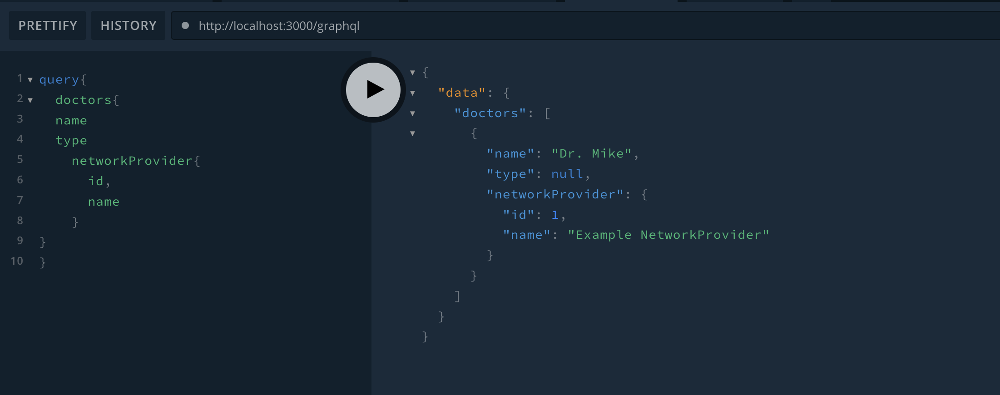 PRETTIFY HISTORY http://localhost:3000/graphql
1 query{
2 doctors{
3 name
4 type
5 networkProvider{
6 id,
7 name
8 }
9 }
10 }
{
"data": {
"doctors": [
{
"name": "Dr. Mike",
"type": null,
"networkProvider": {
"id": 1,
"name": "Example NetworkProvider"
}
}
]
}
}